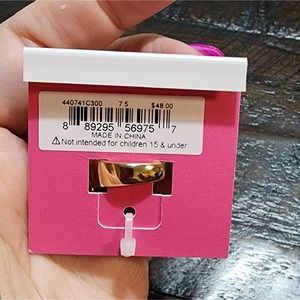 440741C300 7.5 $48.00
8 89295 56975 7
MADE IN CHINA
⚠ Not intended for children 15 & under